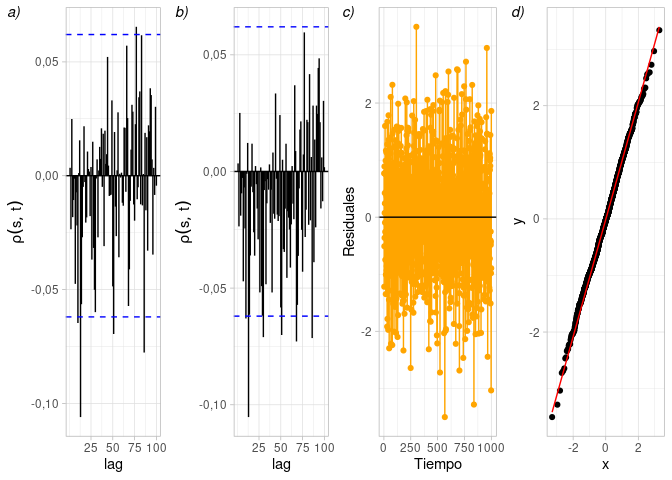 a)
ρ(s, t)
0,05
0,00
-0,05
-0,10
25 50 75 100
lag
b)
ρ(s, t)
0,05
0,00
-0,05
-0,10
25 50 75 100
lag
c)
Residuales
2
0
-2
0 250 500 750 1000
Tiempo
d)
y
2
0
-2
-2 0 2
x